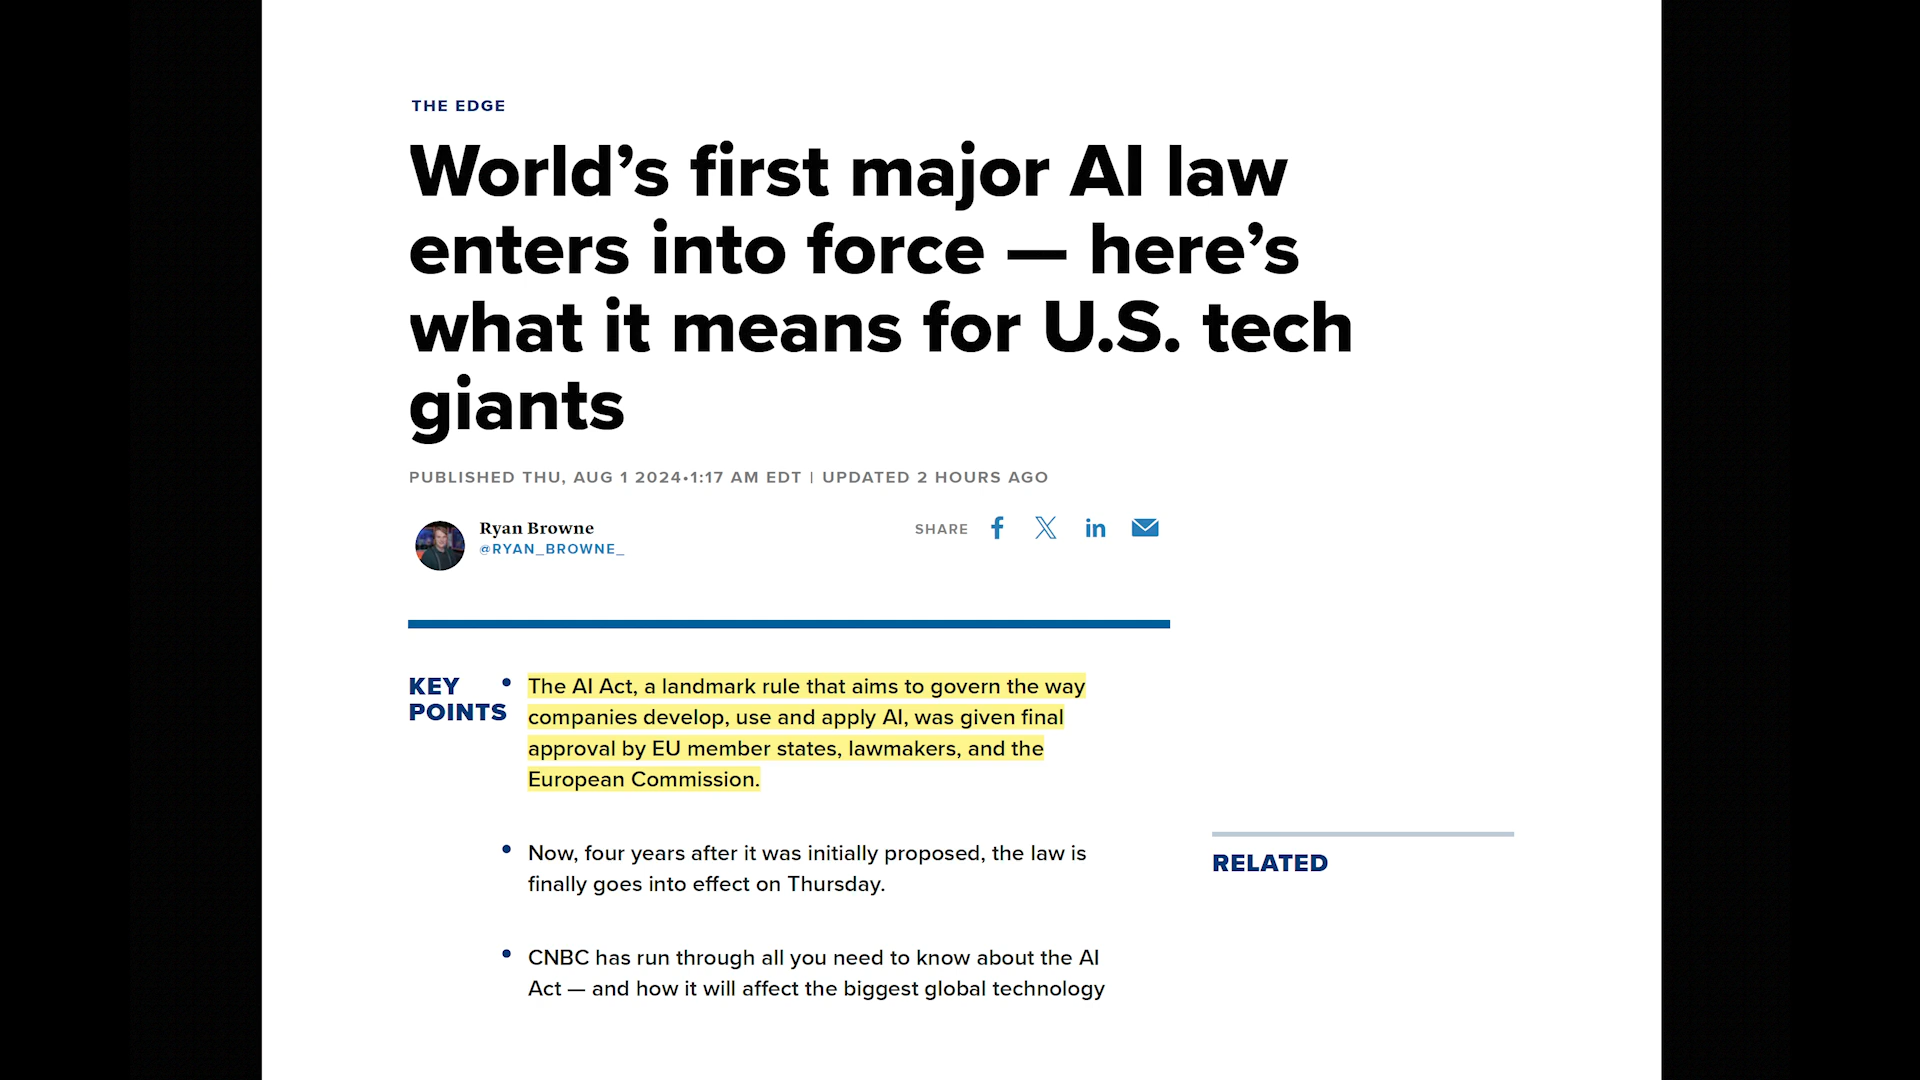 THE EDGE
World’s first major AI law
enters into force — here’s
what it means for U.S. tech
giants
PUBLISHED THU, AUG 1 2024•1:17 AM EDT | UPDATED 2 HOURS AGO
Ryan Browne
@RYAN_BROWNE_
SHARE
KEY
POINTS
• The AI Act, a landmark rule that aims to govern the way
companies develop, use and apply AI, was given final
approval by EU member states, lawmakers, and the
European Commission.
• Now, four years after it was initially proposed, the law is
finally goes into effect on Thursday.
• CNBC has run through all you need to know about the AI
Act — and how it will affect the biggest global technology
RELATED